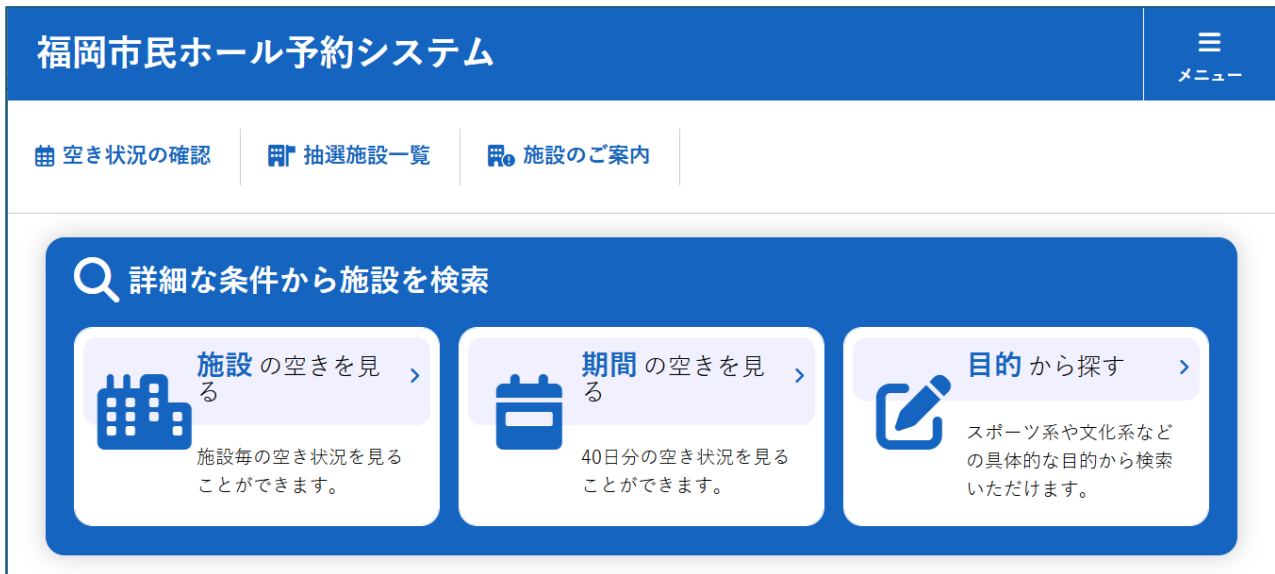 福岡市民ホール予約システム
メニュー
空き状況の確認
抽選施設一覧
施設のご案内
詳細な条件から施設を検索
施設 の空きを見
る
施設毎の空き状況を見る
ことができます。
期間 の空きを見
る
40日分の空き状況を見る
ことができます。
目的 から探す
スポーツ系や文化系など
の具体的な目的から検索
いただけます。